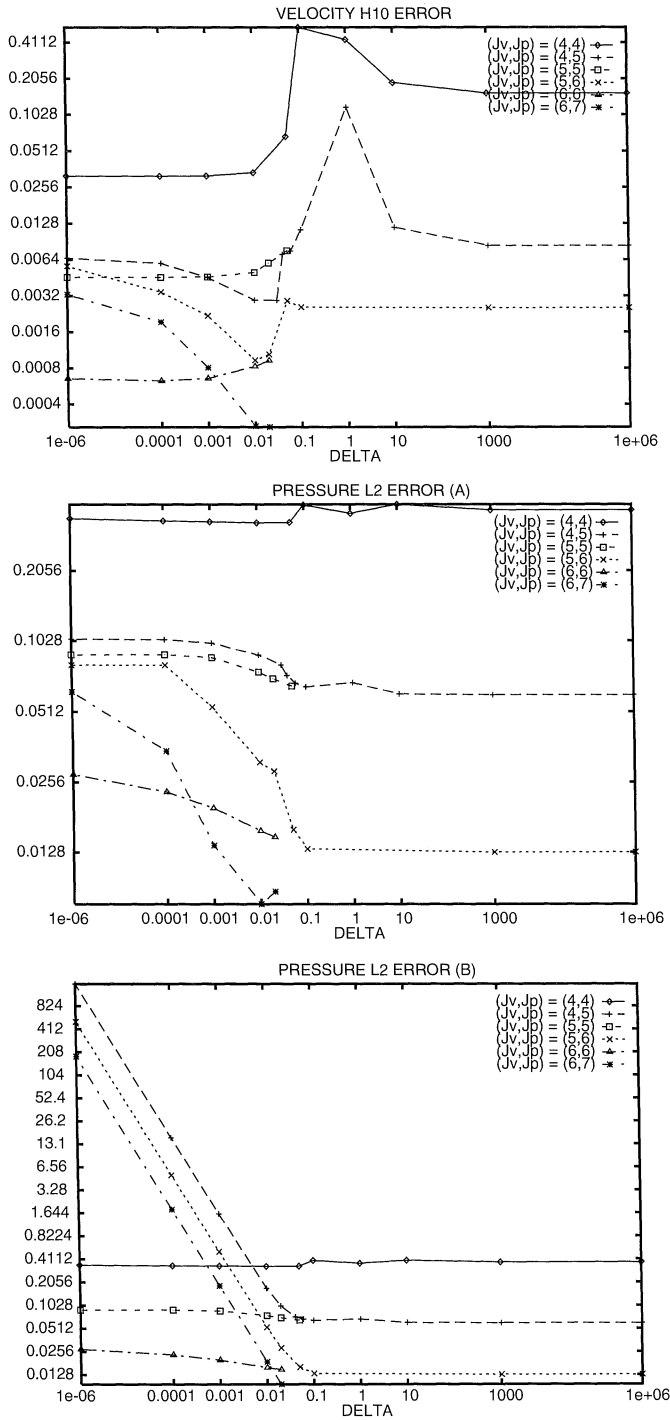 VELOCITY H10 ERROR
0.4112
0.2056
0.1028
0.0512
0.0256
0.0128
0.0064
0.0032
0.0016
0.0008
0.0004
(Jv,Jp) = (4,4)
(Jv,Jp) = (4,5)
(Jv,Jp) = (5,5)
(Jv,Jp) = (5,6)
(Jv,Jp) = (6,6)
(Jv,Jp) = (6,7)
1e-06 0.0001 0.001 0.01 0.1 1 10 1000 1e+06
DELTA
PRESSURE L2 ERROR (A)
0.2056
0.1028
0.0512
0.0256
0.0128
(Jv,Jp) = (4,4)
(Jv,Jp) = (4,5)
(Jv,Jp) = (5,5)
(Jv,Jp) = (5,6)
(Jv,Jp) = (6,6)
(Jv,Jp) = (6,7)
1e-06 0.0001 0.001 0.01 0.1 1 10 1000 1e+06
DELTA
PRESSURE L2 ERROR (B)
824
412
208
104
52.4
26.2
13.1
6.56
3.28
1.644
0.8224
0.4112
0.2056
0.1028
0.0512
0.0256
0.0128
(Jv,Jp) = (4,4)
(Jv,Jp) = (4,5)
(Jv,Jp) = (5,5)
(Jv,Jp) = (5,6)
(Jv,Jp) = (6,6)
(Jv,Jp) = (6,7)
1e-06 0.0001 0.001 0.01 0.1 1 10 1000 1e+06
DELTA